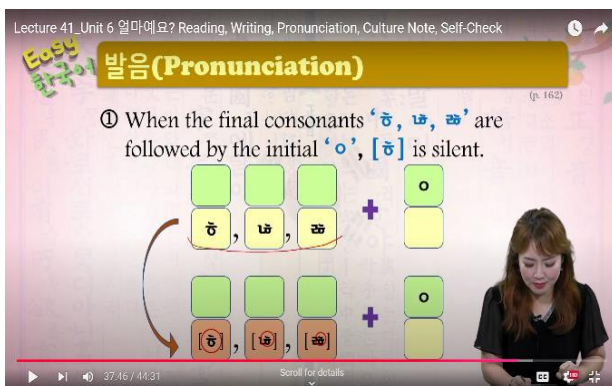 Lecture 41_Unit 6 얼마예요? Reading, Writing, Pronunciation, Culture Note, Self-Check
Easy 한국어
발음(Pronunciation)
(p. 162)
① When the final consonants ‘ㅎ, ㄶ, ㅀ’ are
followed by the initial ‘ㅇ’, [ㅎ] is silent.
ㅇ
ㅎ, ㄶ, ㅀ +
ㅇ
[ㅎ], [ㄶ], [ㅀ] +
37:46 / 44:31
Scroll for details
CC
HD